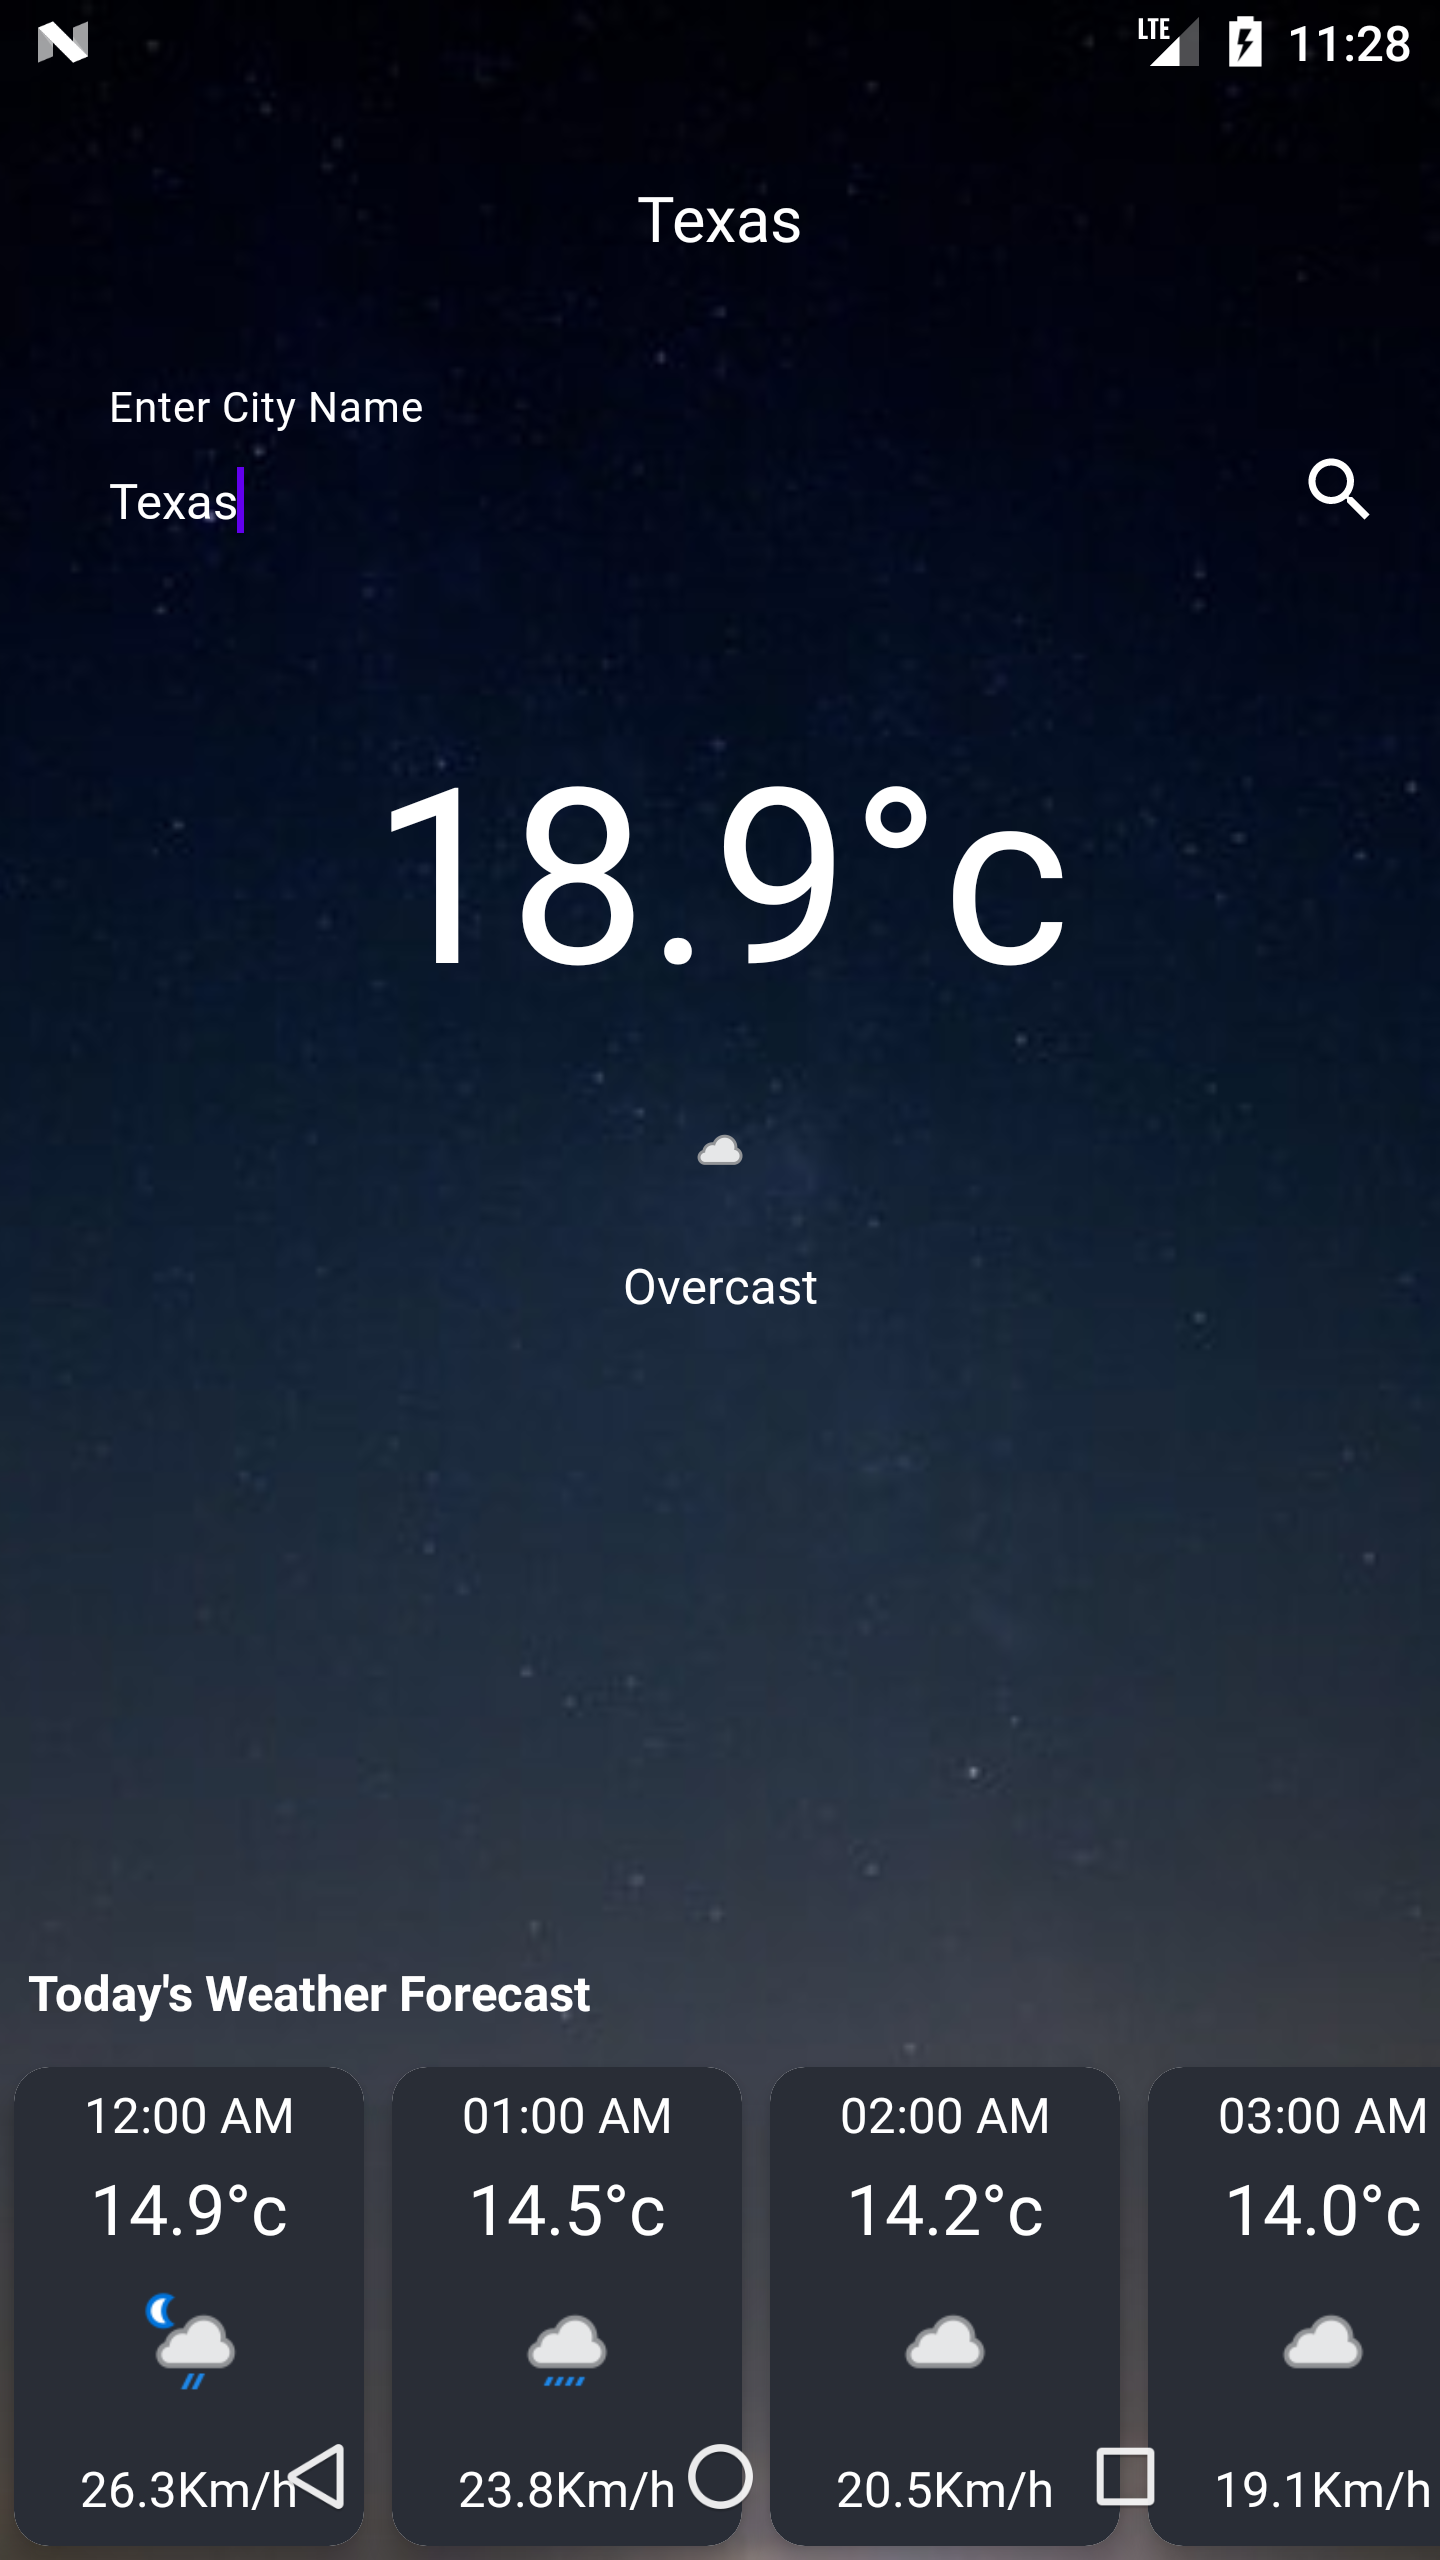 LTE 11:28
Texas
Enter City Name
Texas
18.9°c
Overcast
Today's Weather Forecast
12:00 AM 01:00 AM 02:00 AM 03:00 AM
14.9°c 14.5°c 14.2°c 14.0°c
26.3Km/h 23.8Km/h 20.5Km/h 19.1Km/h